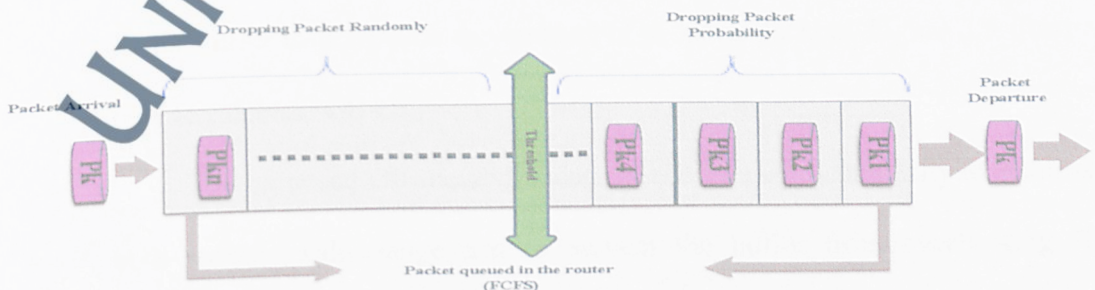 UNI
Dropping Packet Randomly
Dropping Packet
Probability
Packet Arrival
Packet
Departure
Pk
Pkn
Threshold
Pk4
Pk3
Pk2
Pk1
Pk
Packet queued in the router
(FCFS)